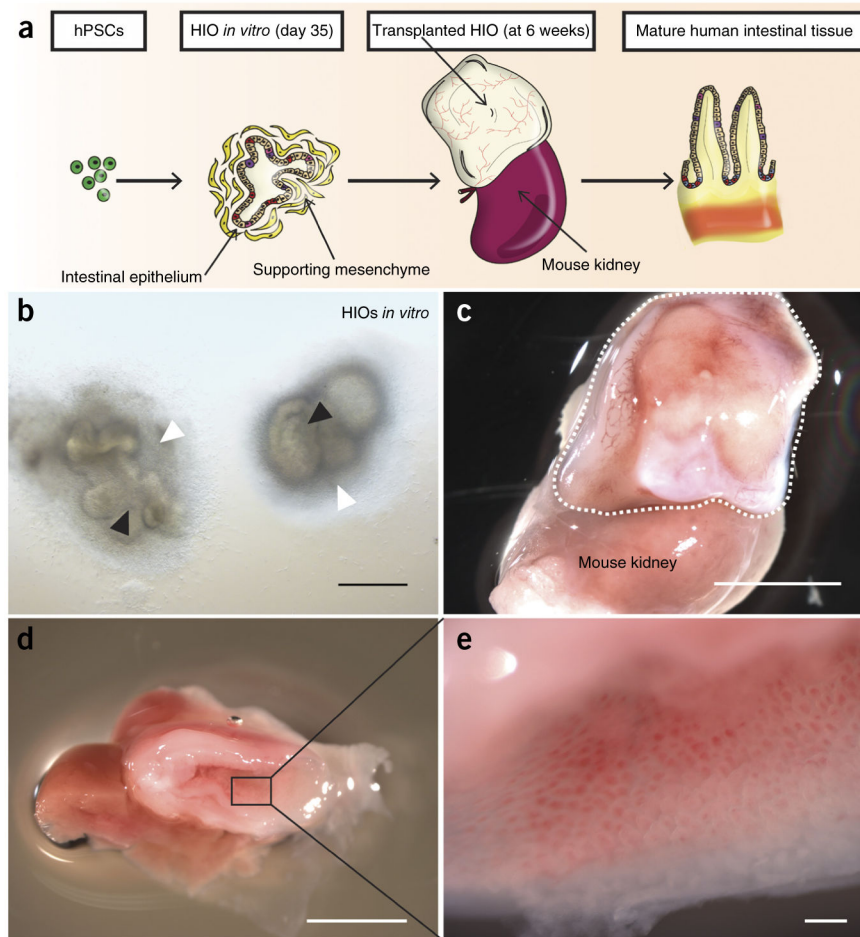 a
hPSCs
HIO in vitro (day 35)
Transplanted HIO (at 6 weeks)
Mature human intestinal tissue
Intestinal epithelium
Supporting mesenchyme
Mouse kidney
b
HIOs in vitro
c
Mouse kidney
d
e